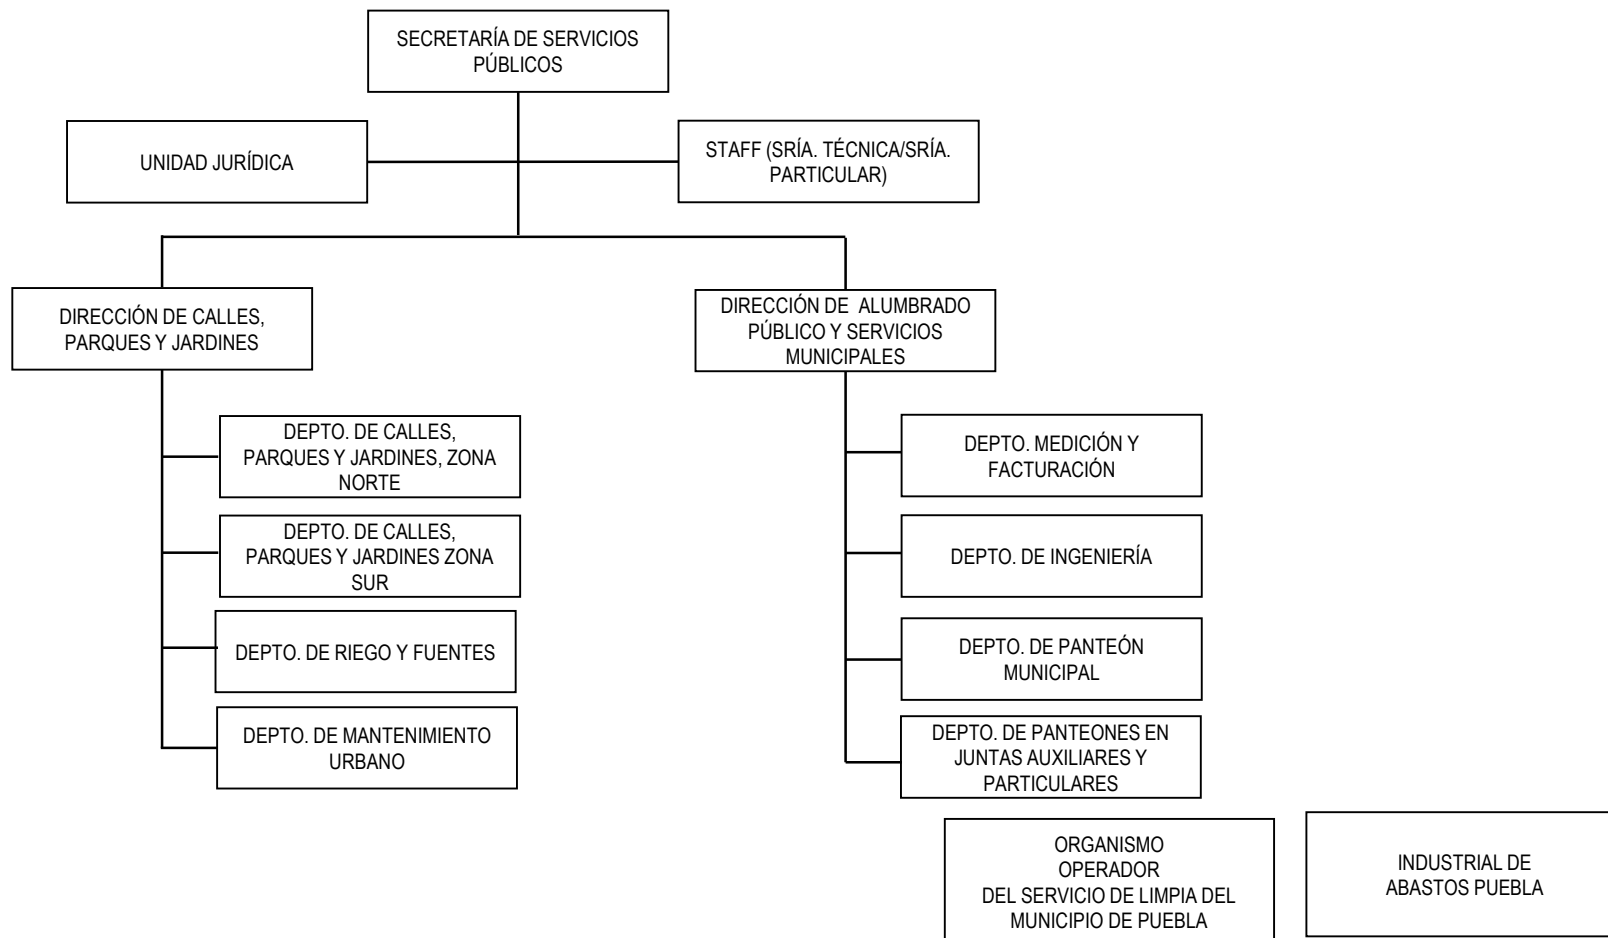 SECRETARÍA DE SERVICIOS
PÚBLICOS
UNIDAD JURÍDICA
STAFF (SRÍA. TÉCNICA/SRÍA.
PARTICULAR)
DIRECCIÓN DE CALLES,
PARQUES Y JARDINES
DIRECCIÓN DE ALUMBRADO
PÚBLICO Y SERVICIOS
MUNICIPALES
DEPTO. DE CALLES,
PARQUES Y JARDINES, ZONA
NORTE
DEPTO. DE CALLES,
PARQUES Y JARDINES ZONA
SUR
DEPTO. DE RIEGO Y FUENTES
DEPTO. DE MANTENIMIENTO
URBANO
DEPTO. MEDICIÓN Y
FACTURACIÓN
DEPTO. DE INGENIERÍA
DEPTO. DE PANTEÓN
MUNICIPAL
DEPTO. DE PANTEONES EN
JUNTAS AUXILIARES Y
PARTICULARES
ORGANISMO
OPERADOR
DEL SERVICIO DE LIMPIA DEL
MUNICIPIO DE PUEBLA
INDUSTRIAL DE
ABASTOS PUEBLA